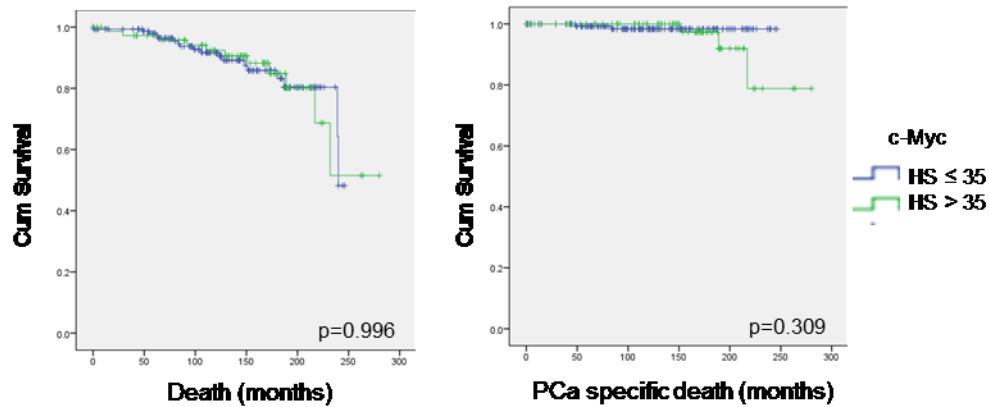 1.0
0.8
0.6
0.4
0.2
0.0
Cum Survival
0 50 100 150 200 250 300
Death (months)
p=0.996
1.0
0.8
0.6
0.4
0.2
0.0
Cum Survival
0 50 100 150 200 250 300
PCa specific death (months)
p=0.309
c-Myc
HS ≤ 35
HS > 35